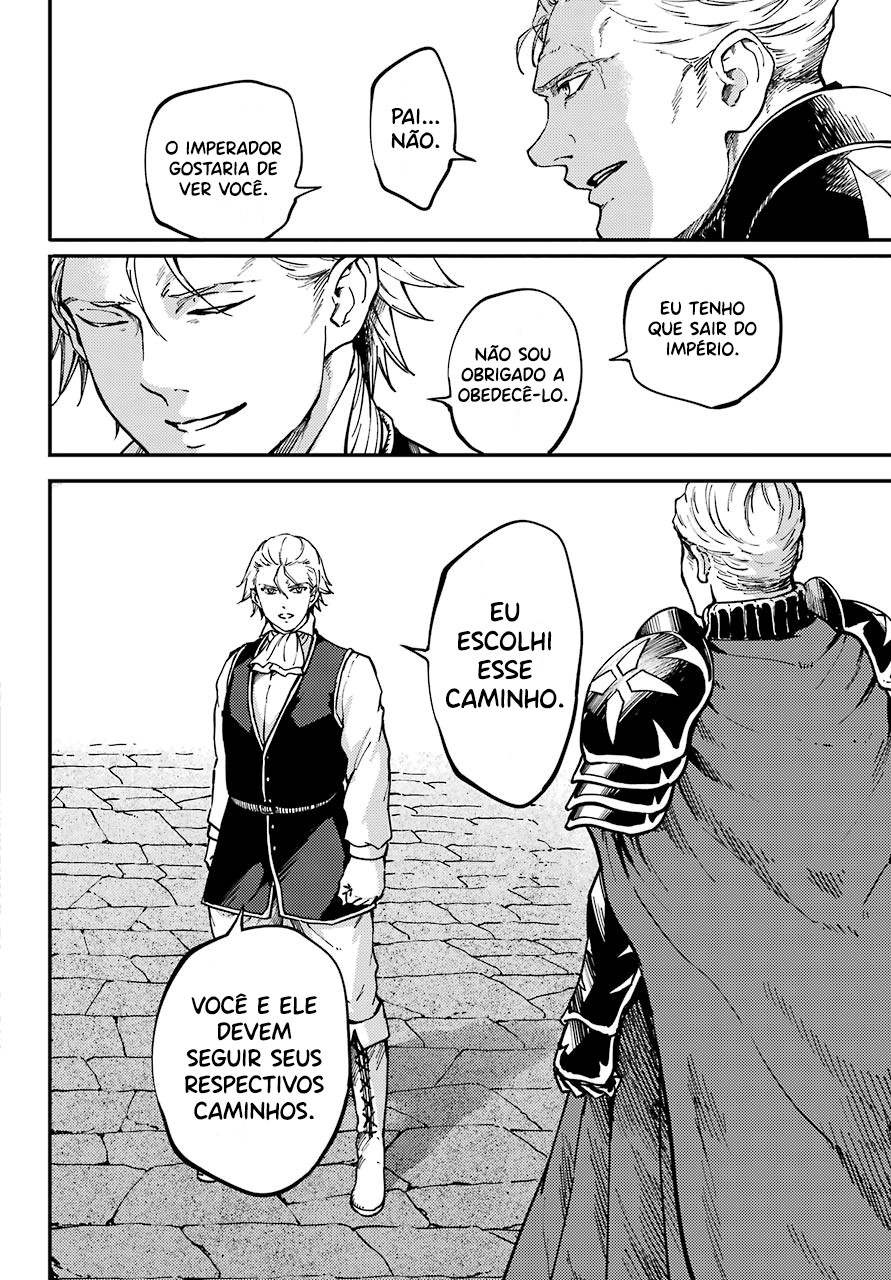 PAI...
NÃO.
O IMPERADOR
GOSTARIA DE
VER VOCÊ.
EU TENHO
QUE SAIR DO
IMPÉRIO.
NÃO SOU
OBRIGADO A
OBEDECÊ-LO.
EU
ESCOLHI
ESSE
CAMINHO.
VOCÊ E ELE
DEVEM
SEGUIR SEUS
RESPECTIVOS
CAMINHOS.